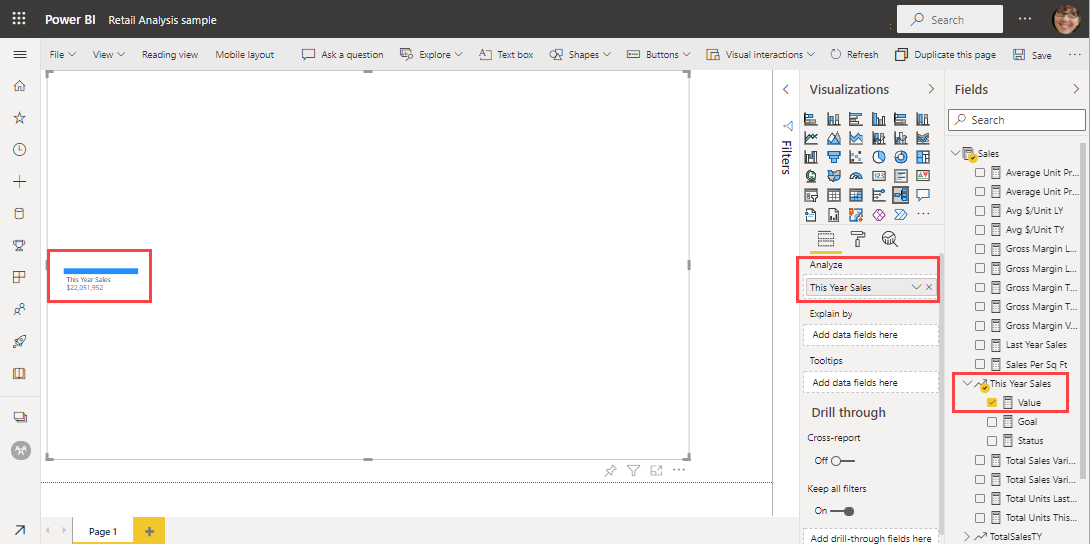 Power BI Retail Analysis sample
Search
File View Reading view Mobile layout Ask a question Explore Text box Shapes Buttons Visual interactions Refresh Duplicate this page Save
This Year Sales
$22,051,952
Page 1
Filters
Visualizations
123
Analyze
This Year Sales
Explain by
Add data fields here
Tooltips
Add data fields here
Drill through
Cross-report
Off
Keep all filters
On
Add drill-through fields here
Fields
Search
Sales
Average Unit Pr...
Average Unit Pr...
Avg $/Unit LY
Avg $/Unit TY
Gross Margin L...
Gross Margin L...
Gross Margin T...
Gross Margin T...
Gross Margin V...
Last Year Sales
Sales Per Sq Ft
This Year Sales
Value
Goal
Status
Total Sales Vari...
Total Sales Vari...
Total Units Last...
Total Units This...
TotalSalesTY